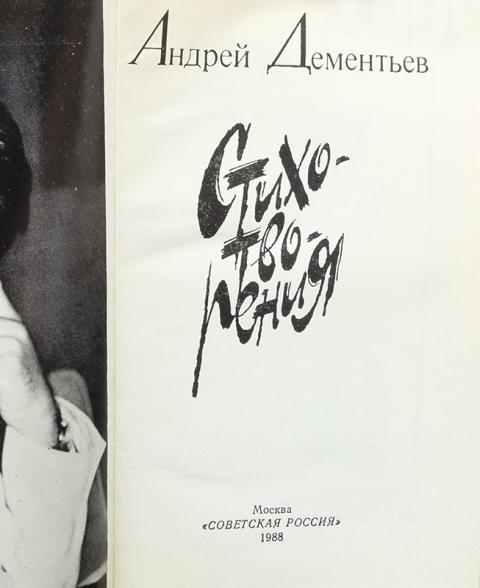 Андрей Дементьев
Стихо-
тво-
рения
Москва
«СОВЕТСКАЯ РОССИЯ»
1988